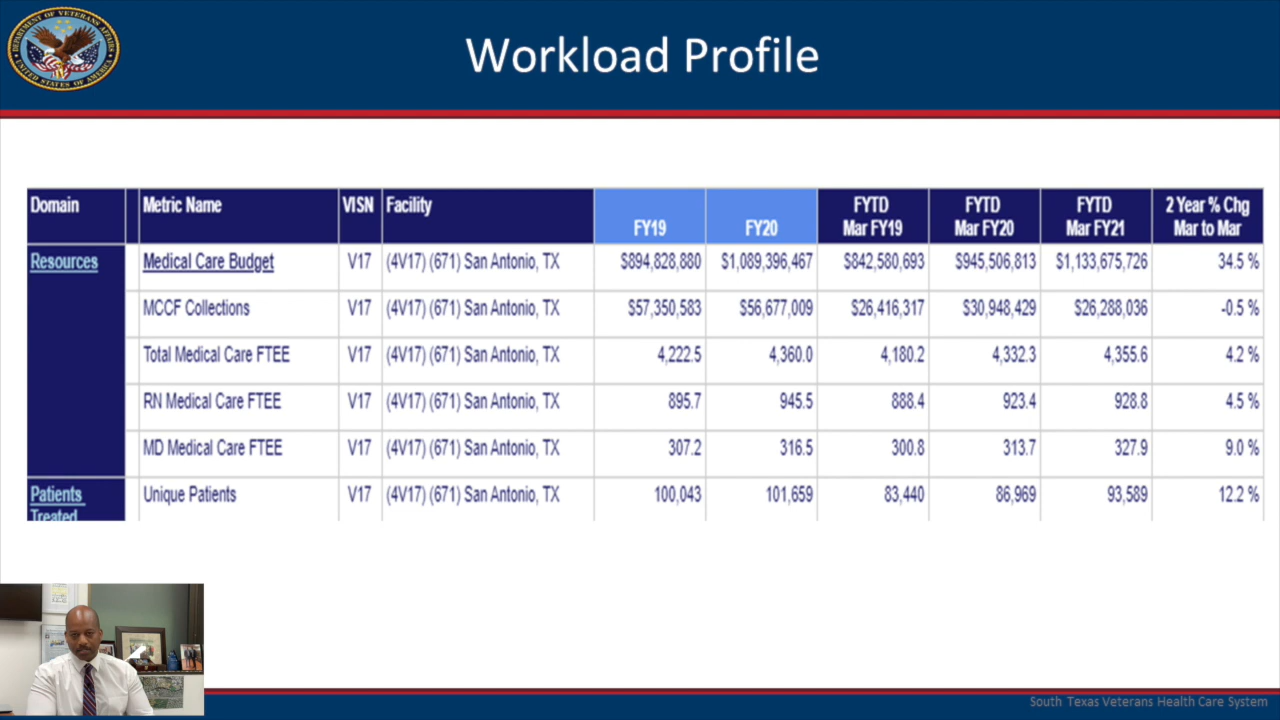 DEPARTMENT OF VETERANS AFFAIRS
UNITED STATES OF AMERICA
Workload Profile
Domain Metric Name VISN Facility FY19 FY20 FYTD Mar FY19 FYTD Mar FY20 FYTD Mar FY21 2 Year % Chg Mar to Mar
Resources Medical Care Budget V17 (4V17) (671) San Antonio, TX $894,828,880 $1,089,396,467 $842,580,693 $945,506,813 $1,133,675,726 34.5 %
MCCF Collections V17 (4V17) (671) San Antonio, TX $57,350,583 $56,677,009 $26,416,317 $30,948,429 $26,288,036 -0.5 %
Total Medical Care FTEE V17 (4V17) (671) San Antonio, TX 4,222.5 4,360.0 4,180.2 4,332.3 4,355.6 4.2 %
RN Medical Care FTEE V17 (4V17) (671) San Antonio, TX 895.7 945.5 888.4 923.4 928.8 4.5 %
MD Medical Care FTEE V17 (4V17) (671) San Antonio, TX 307.2 316.5 300.8 313.7 327.9 9.0 %
Patients Treated Unique Patients V17 (4V17) (671) San Antonio, TX 100,043 101,659 83,440 86,969 93,589 12.2 %
South Texas Veterans Health Care System